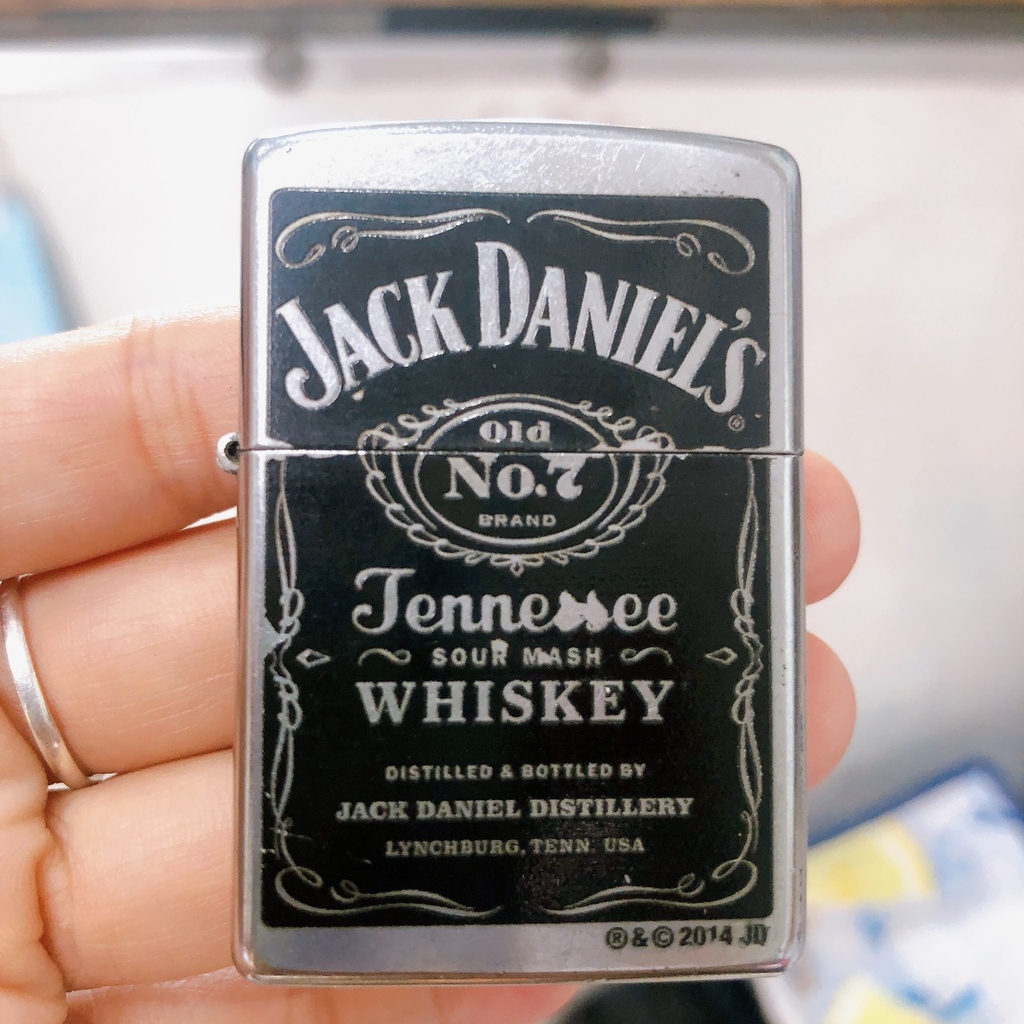 JACK DANIEL'S
®
Old
No.7
BRAND
Tennessee
SOUR MASH
WHISKEY
DISTILLED & BOTTLED BY
JACK DANIEL DISTILLERY
LYNCHBURG, TENN. USA
®&© 2014 JD